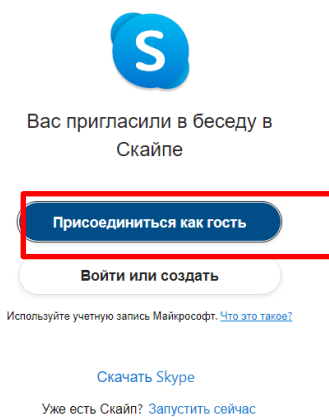 S
Вас пригласили в беседу в
Скайпе
Присоединиться как гость
Войти или создать
Используйте учетную запись Майкрософт. Что это такое?
Скачать Skype
Уже есть Скайп? Запустить сейчас